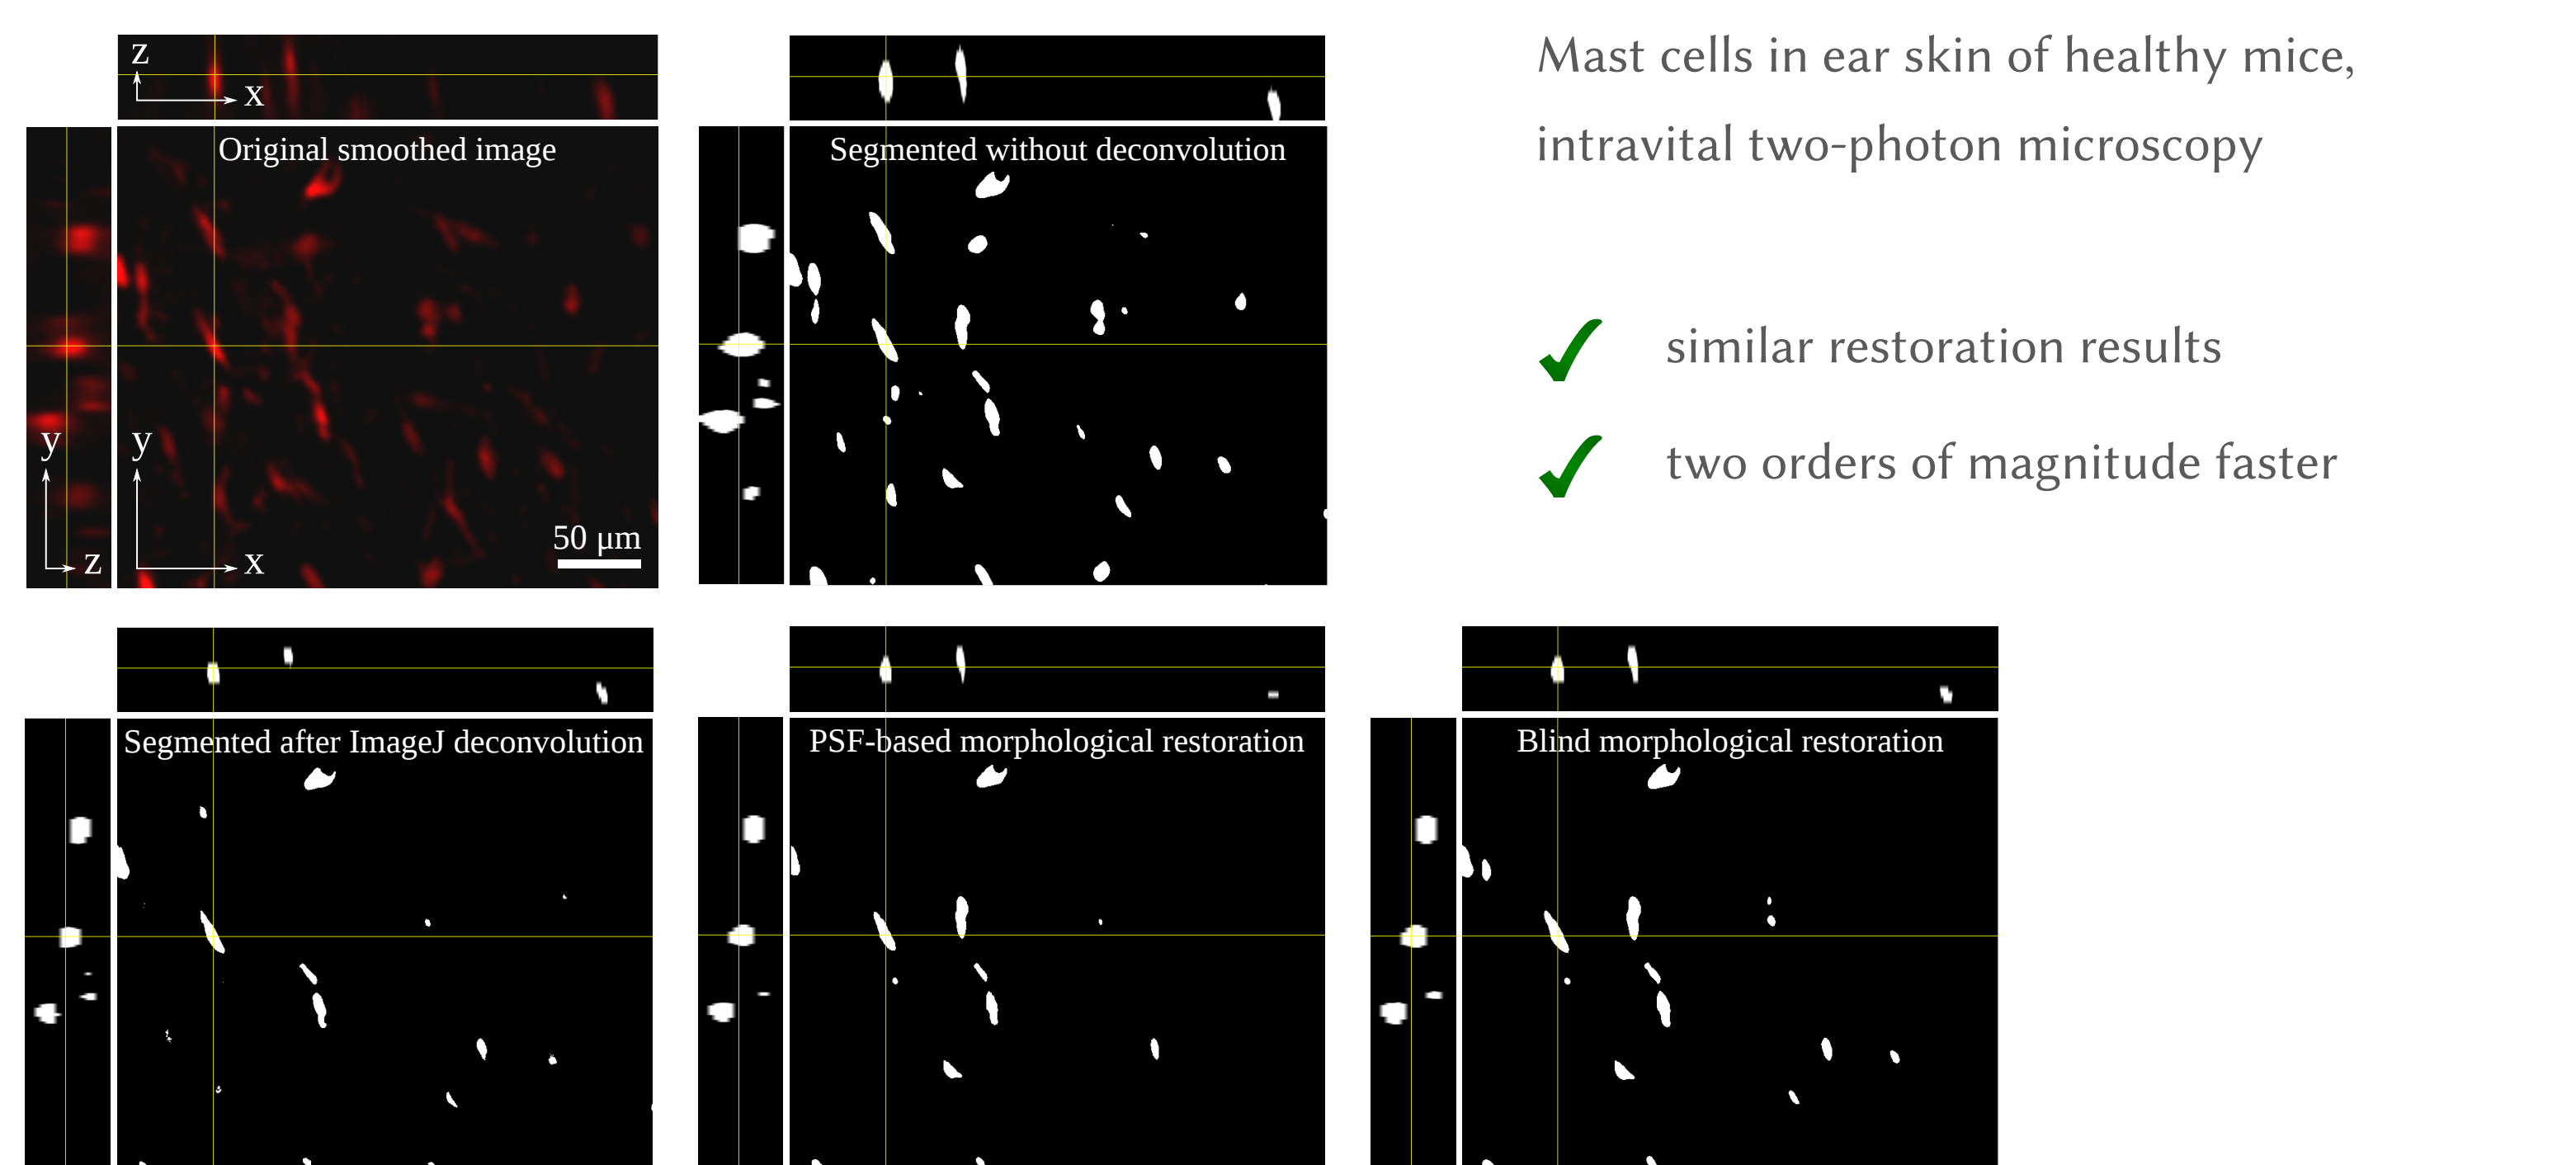 z
x
Original smoothed image
y
z
y
x
50 μm
Segmented without deconvolution
Mast cells in ear skin of healthy mice,
intravital two-photon microscopy
✓ similar restoration results
✓ two orders of magnitude faster
Segmented after ImageJ deconvolution
PSF-based morphological restoration
Blind morphological restoration